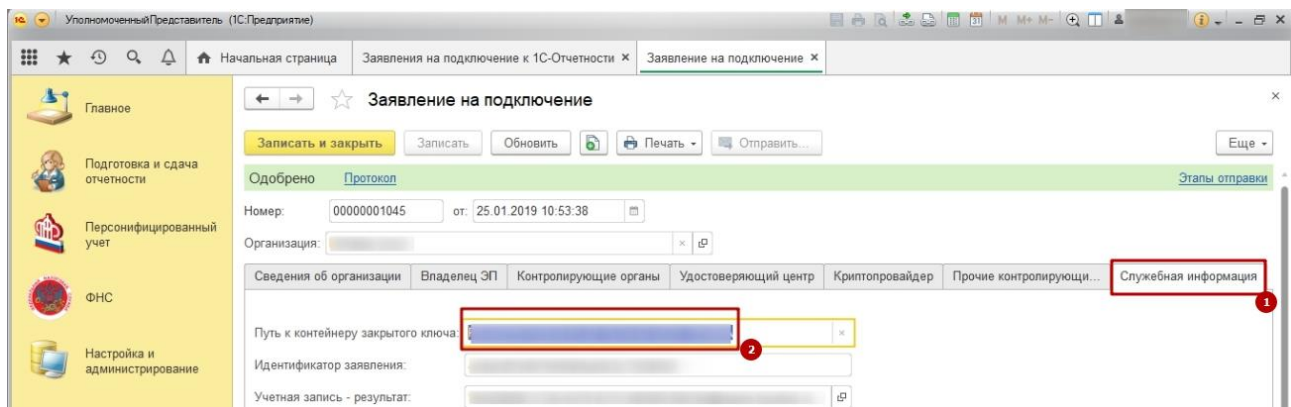 УполномоченныйПредставитель (1С:Предприятие)
M M+ M-
Начальная страница
Заявления на подключение к 1С-Отчетности ×
Заявление на подключение ×
Главное
Подготовка и сдача
отчетности
Персонифицированный
учет
ФНС
Настройка и
администрирование
Заявление на подключение
Записать и закрыть
Записать
Обновить
Печать
Отправить...
Еще
Одобрено
Протокол
Этапы отправки
Номер: 00000001045 от: 25.01.2019 10:53:38
Организация:
Сведения об организации
Владелец ЭП
Контролирующие органы
Удостоверяющий центр
Криптопровайдер
Прочие контролирующи...
Служебная информация
1
Путь к контейнеру закрытого ключа:
2
Идентификатор заявления:
Учетная запись - результат: